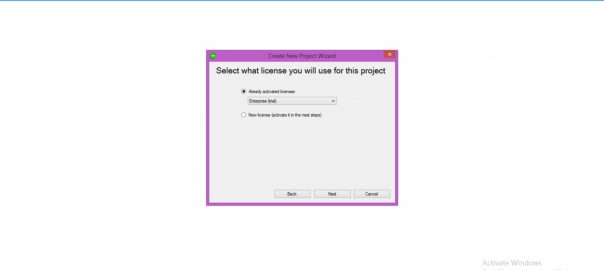 Create New Project Wizard
Select what license you will use for this project
Already activated licenses
Enterprise (trial)
New license (activate it in the next steps)
Back
Next
Cancel
Activate Windows